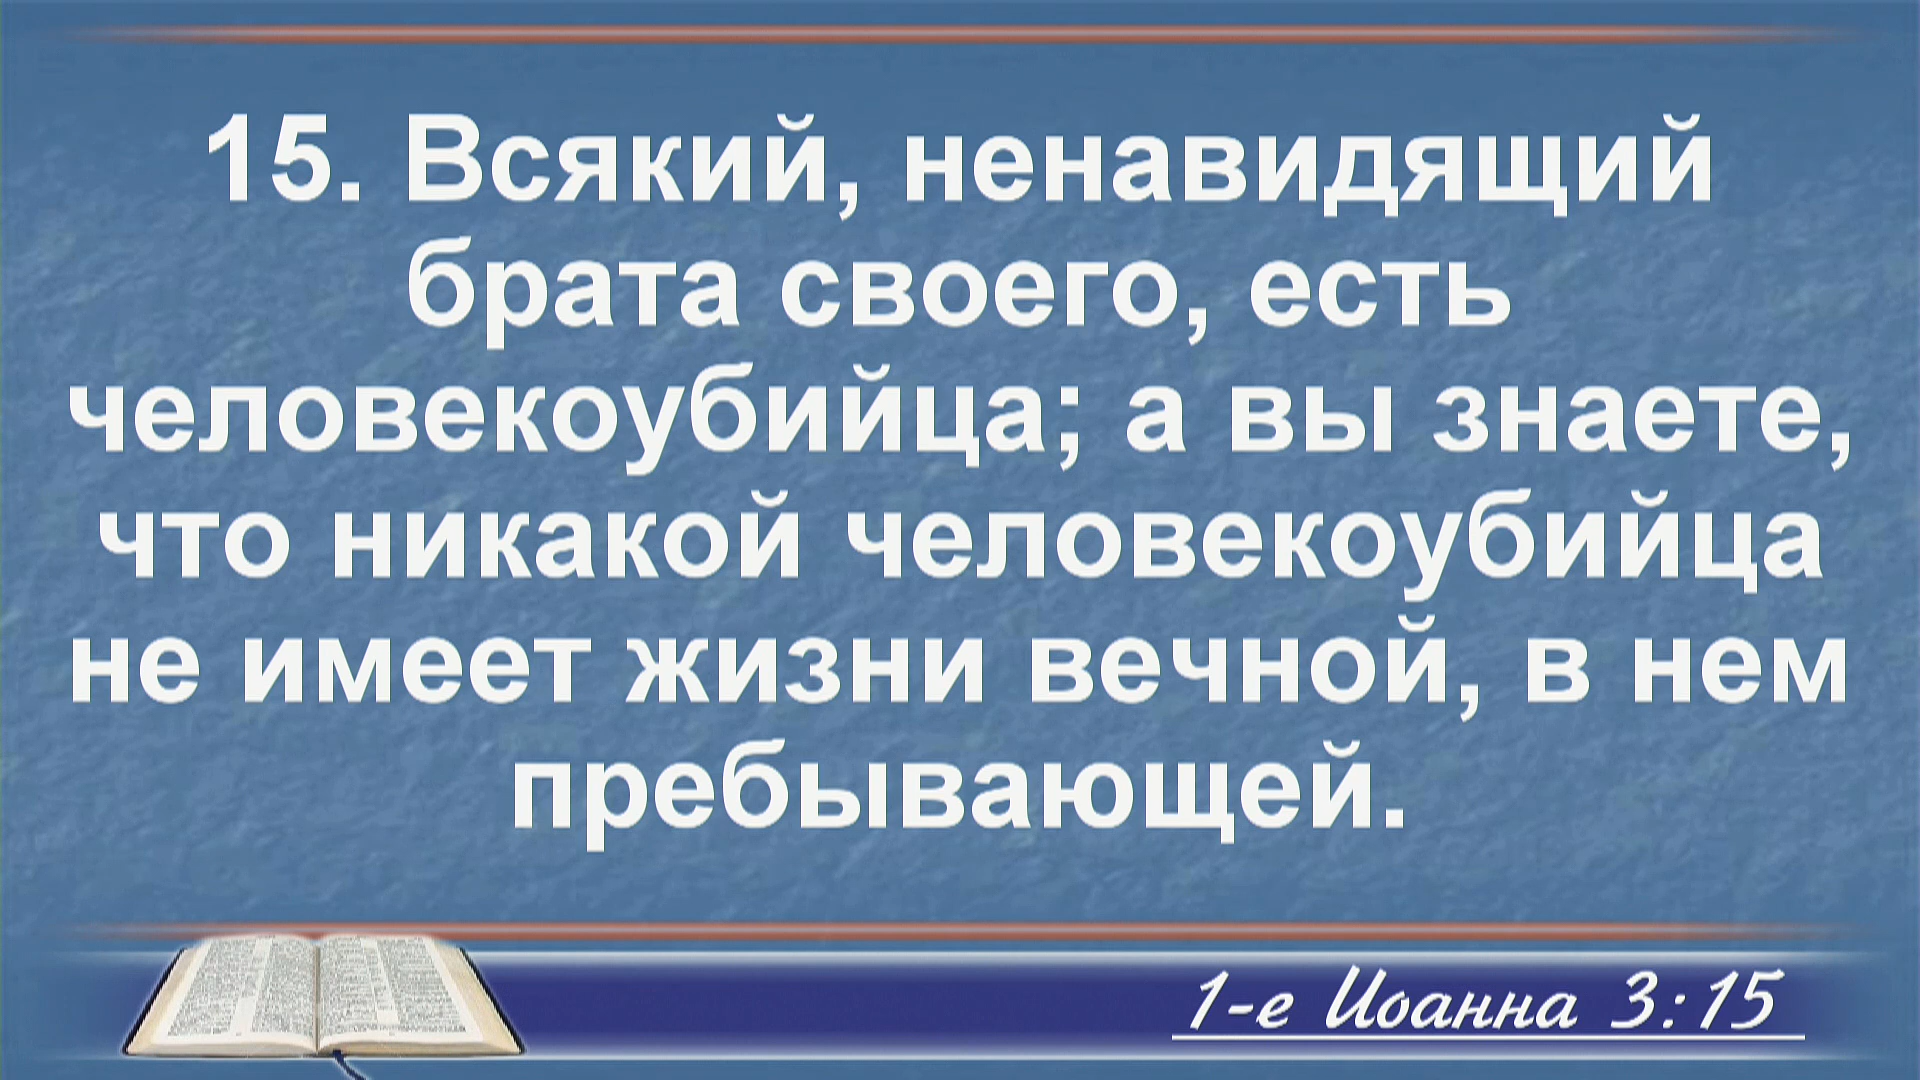 15. Всякий, ненавидящий
брата своего, есть
человекоубийца; а вы знаете,
что никакой человекоубийца
не имеет жизни вечной, в нем
пребывающей.
1-е Иоанна 3:15